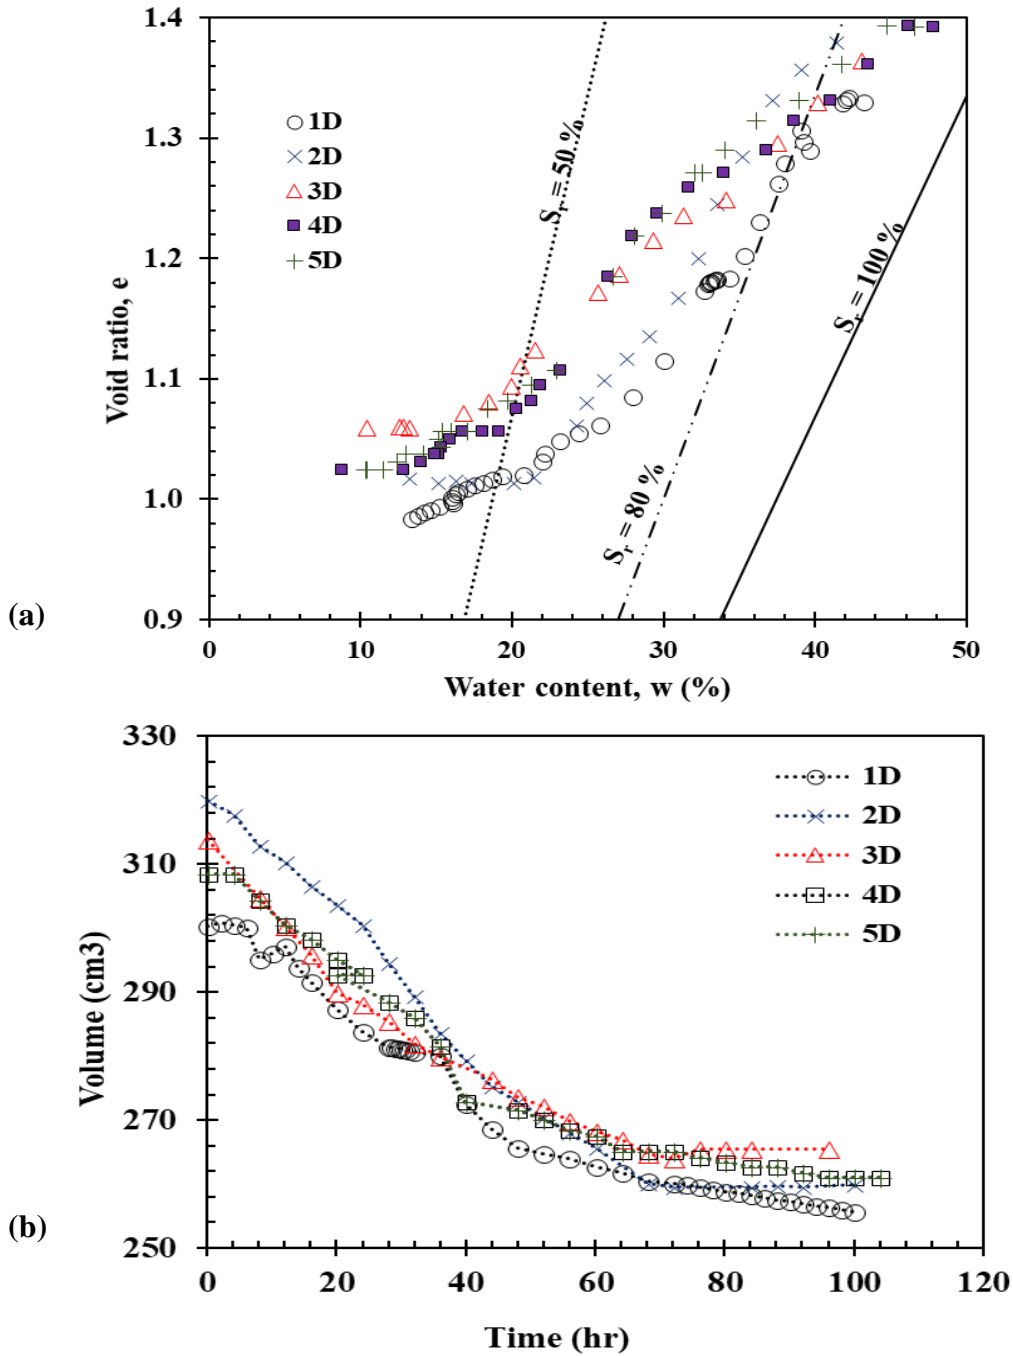 1.4
1.3
1.2
1.1
1.0
0.9
Void ratio, e
1D
2D
3D
4D
5D
Sr = 50 %
Sr = 80 %
Sr = 100 %
0 10 20 30 40 50
Water content, w (%)
(a)
330
310
290
270
250
Volume (cm3)
1D
2D
3D
4D
5D
0 20 40 60 80 100 120
Time (hr)
(b)